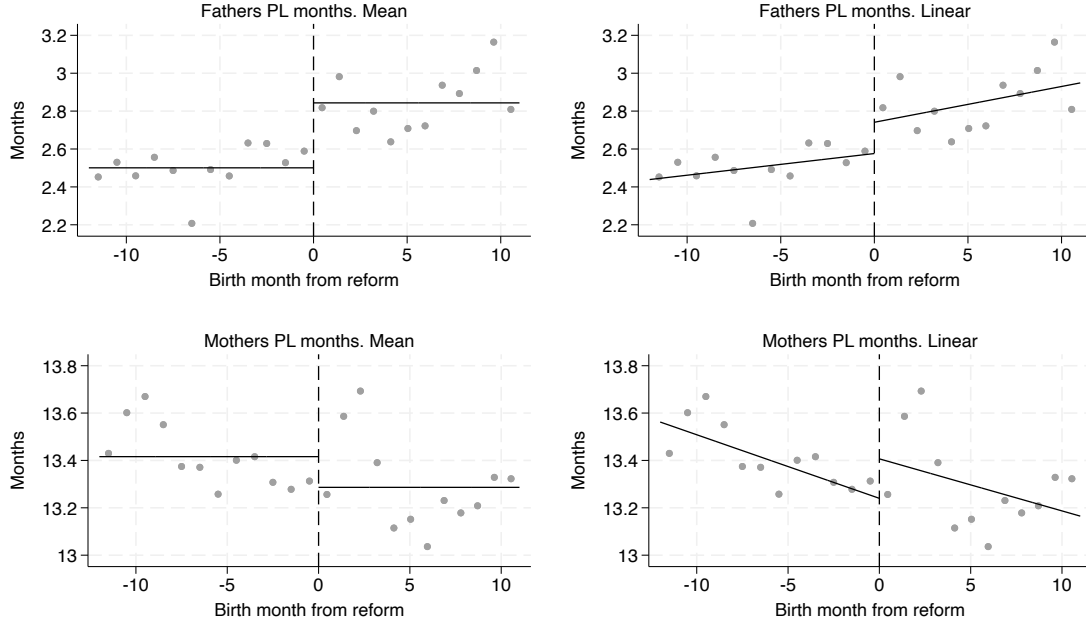 Fathers PL months. Mean
Months
3.2
3
2.8
2.6
2.4
2.2
-10 -5 0 5 10
Birth month from reform
Fathers PL months. Linear
Months
3.2
3
2.8
2.6
2.4
2.2
-10 -5 0 5 10
Birth month from reform
Mothers PL months. Mean
Months
13.8
13.6
13.4
13.2
13
-10 -5 0 5 10
Birth month from reform
Mothers PL months. Linear
Months
13.8
13.6
13.4
13.2
13
-10 -5 0 5 10
Birth month from reform